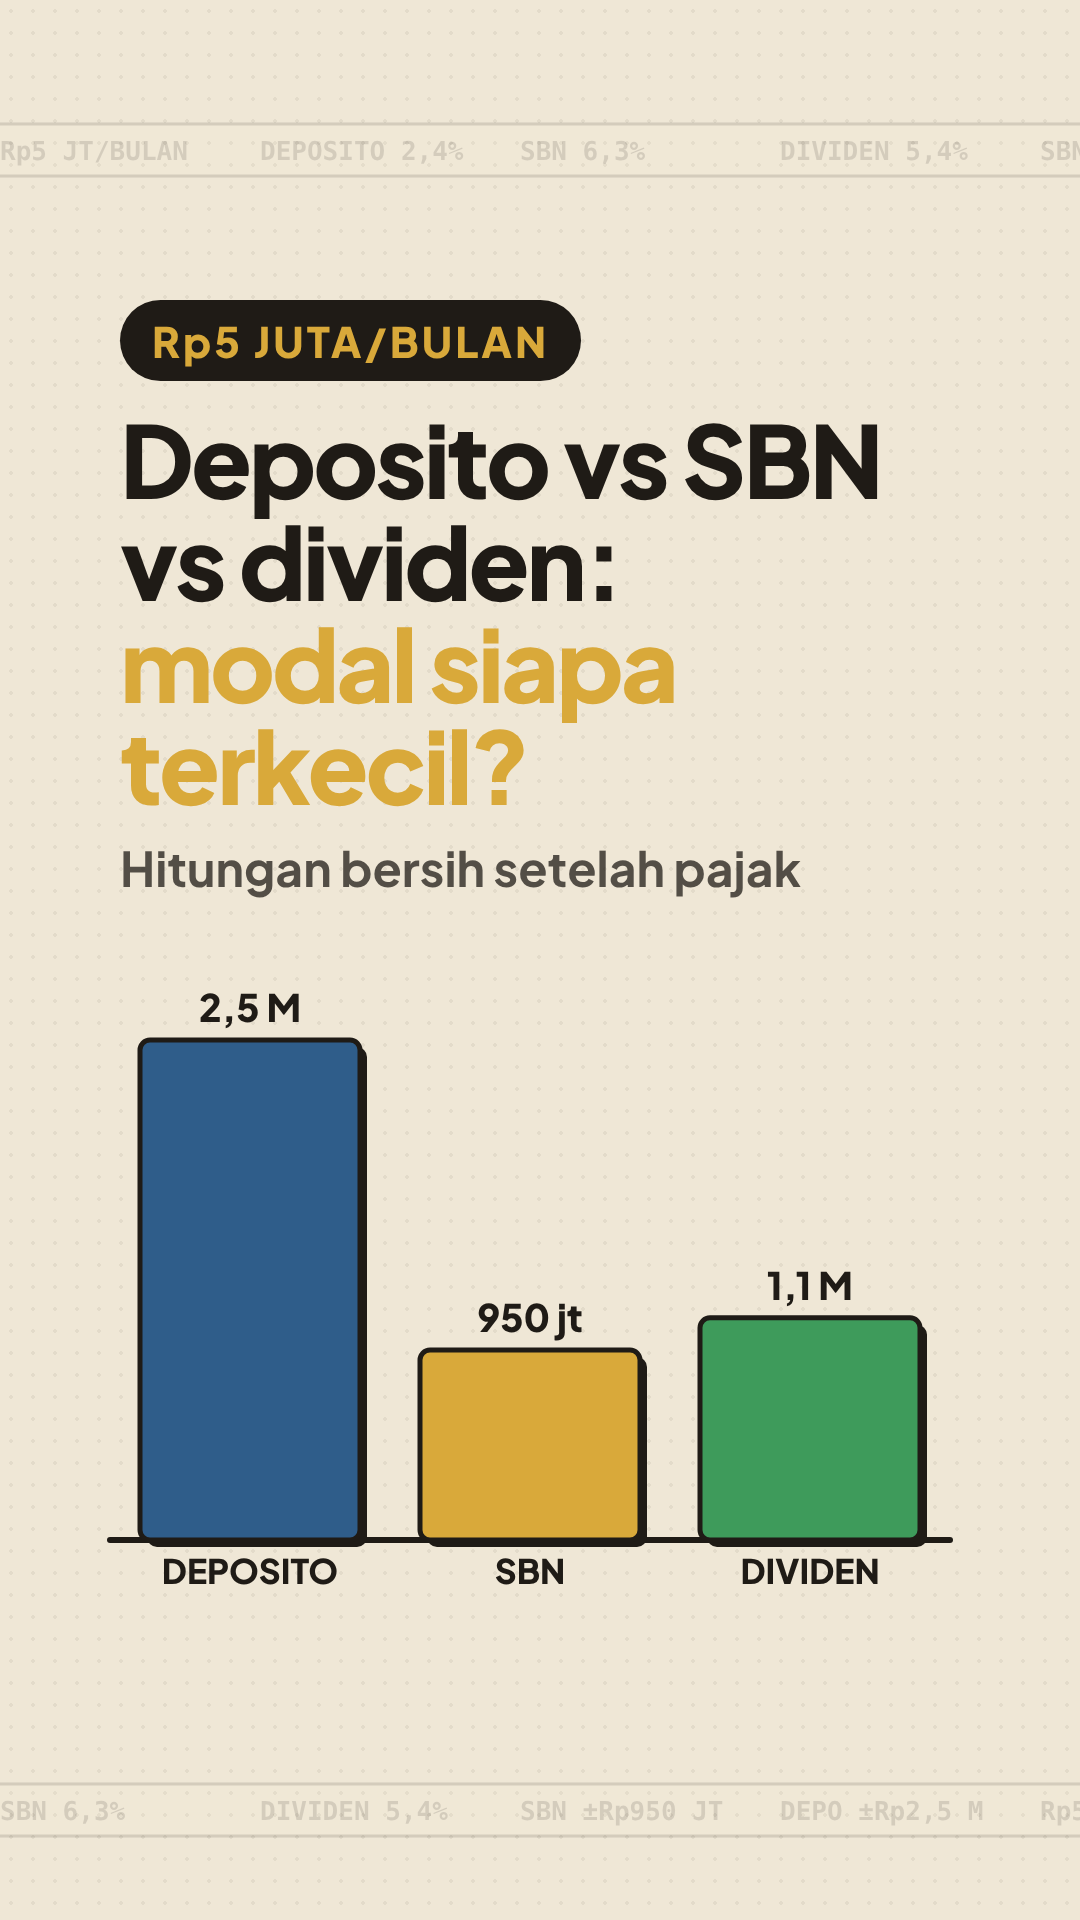 Rp5 JT/BULAN DEPOSITO 2,4% SBN 6,3% DIVIDEN 5,4% SBN
Rp5 JUTA/BULAN
Deposito vs SBN
vs dividen:
modal siapa
terkecil?
Hitungan bersih setelah pajak
2,5 M
1,1 M
950 jt
DEPOSITO SBN DIVIDEN
SBN 6,3% DIVIDEN 5,4% SBN ±Rp950 JT DEPO ±Rp2,5 M Rp5